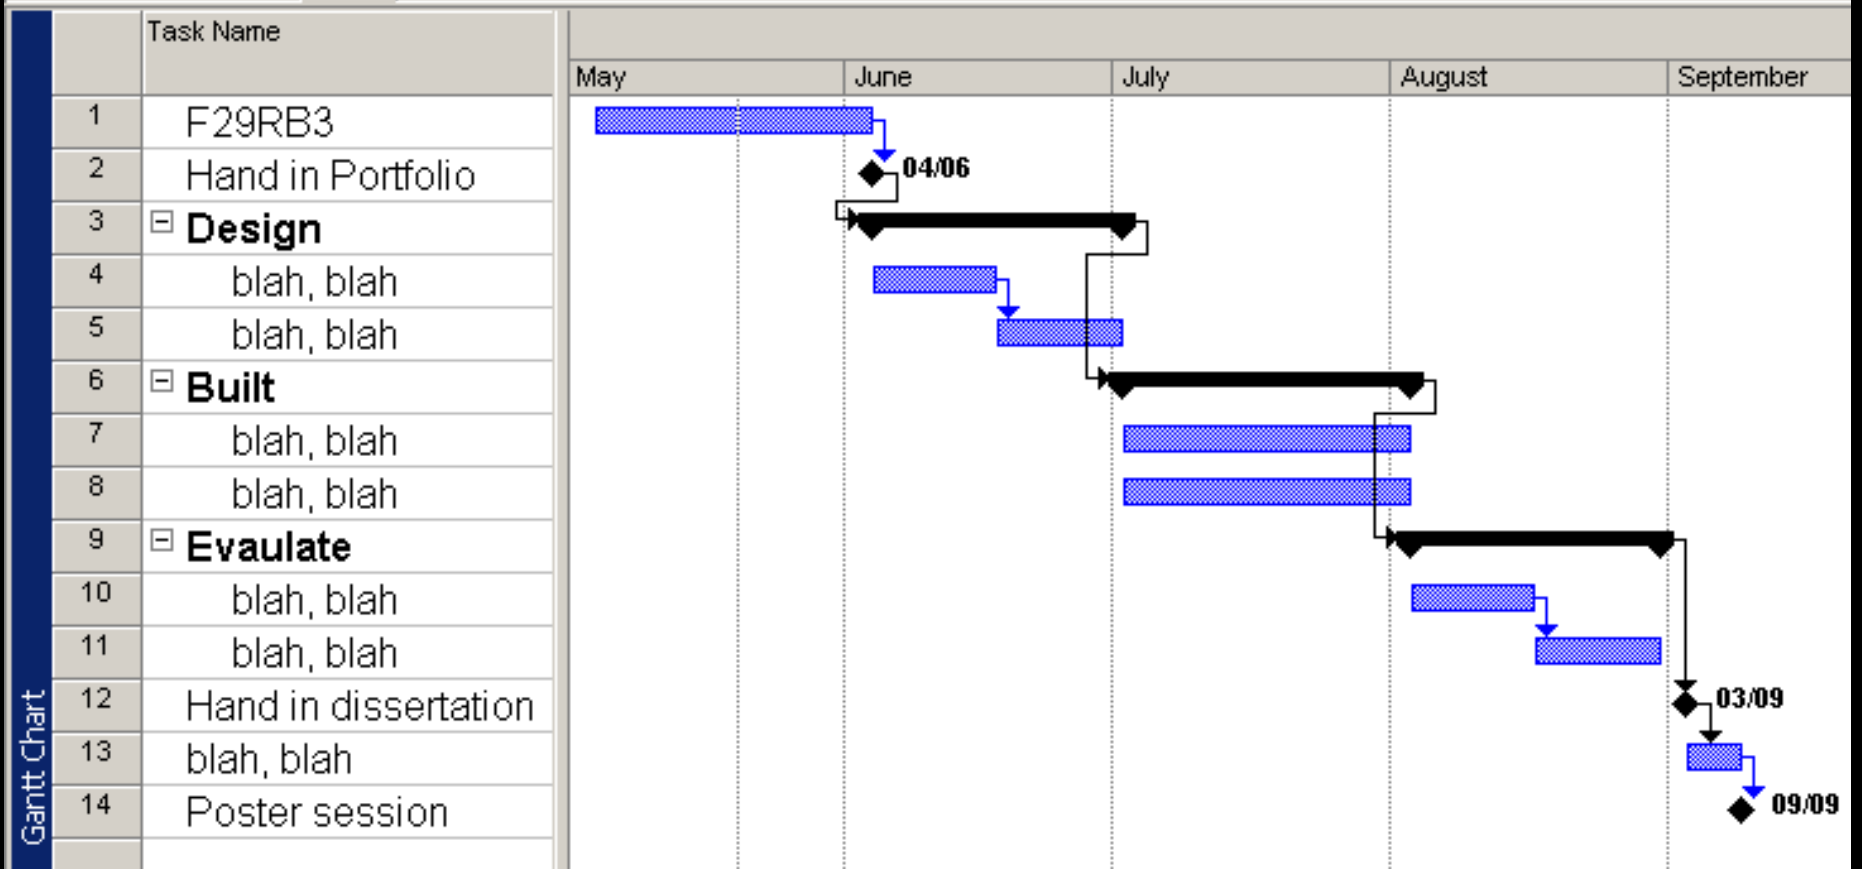 Task Name
May June July August September
1 F29RB3
2 Hand in Portfolio 04/06
3 Design
4 blah, blah
5 blah, blah
6 Built
7 blah, blah
8 blah, blah
9 Evaulate
10 blah, blah
11 blah, blah
12 Hand in dissertation 03/09
13 blah, blah
14 Poster session 09/09
Gantt Chart